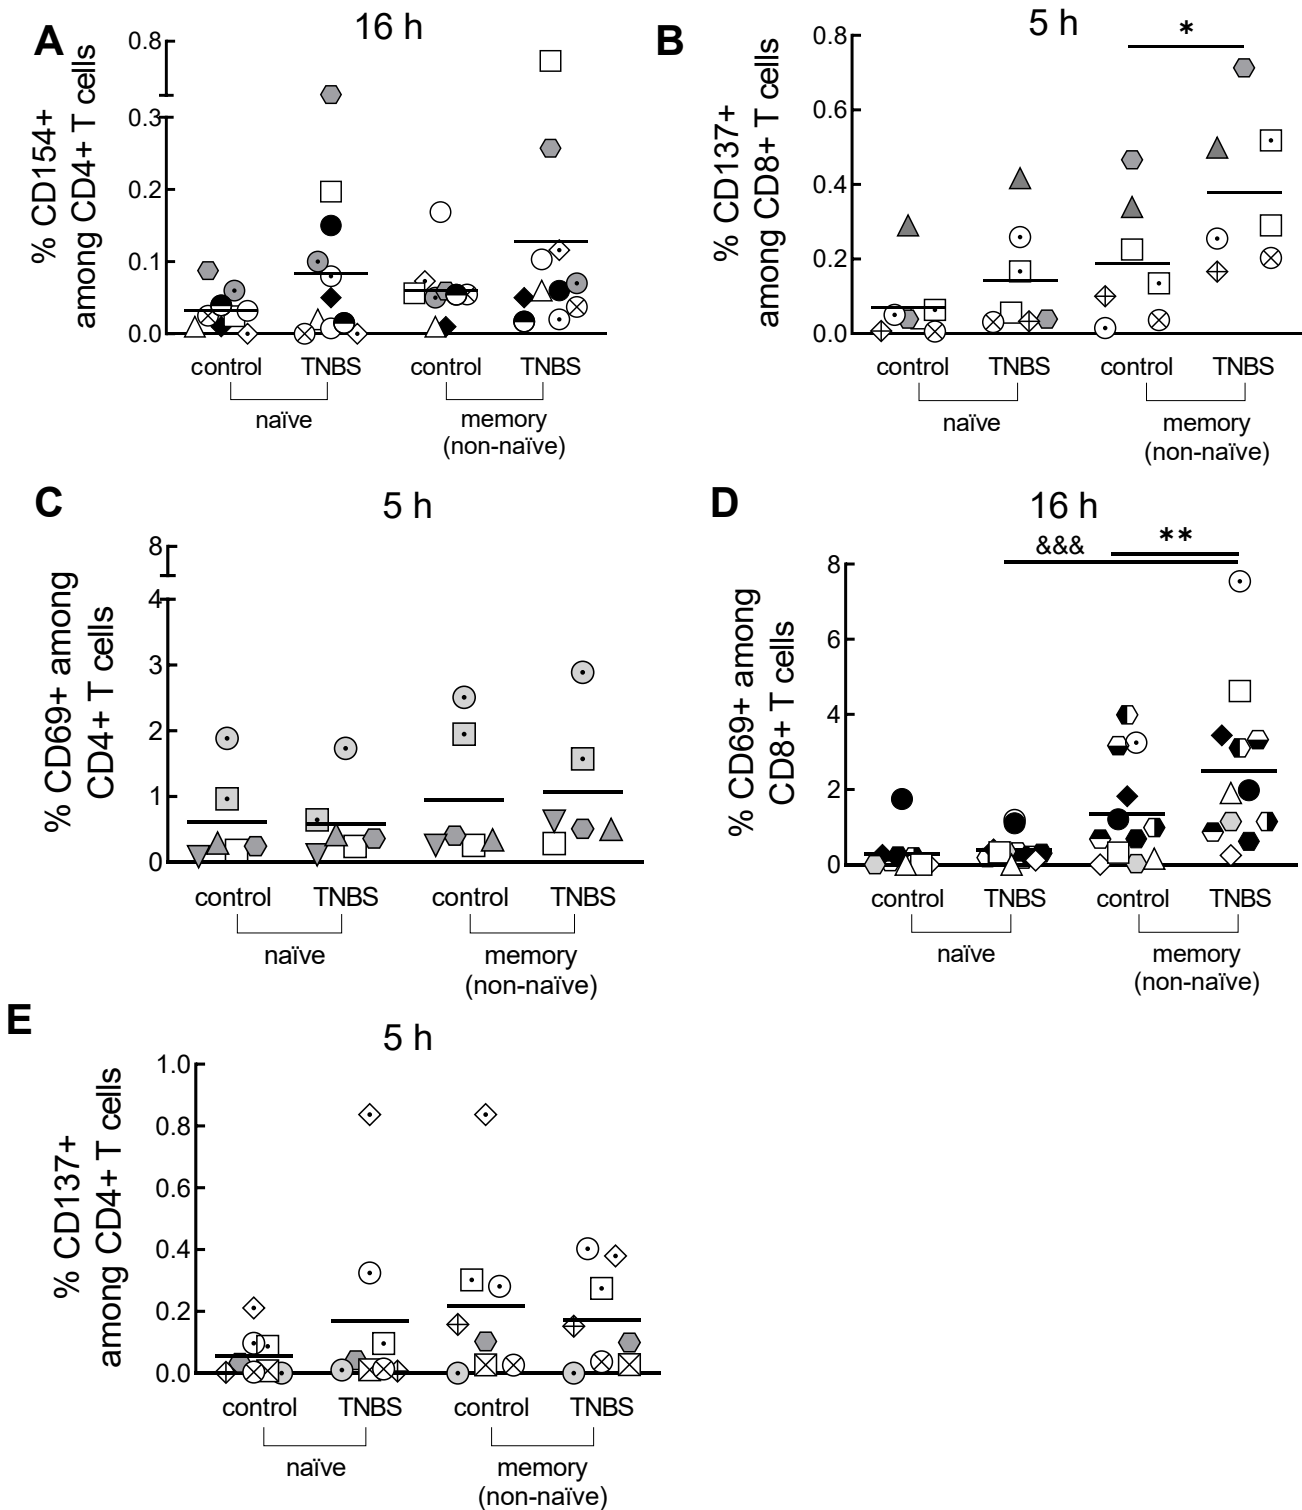 A
16 h
% CD154+
among CD4+ T cells
0.8
0.3
0.2
0.1
0.0
control
TNBS
control
TNBS
naïve
memory
(non-naïve)
B
5 h
% CD137+
among CD8+ T cells
0.8
0.6
0.4
0.2
0.0
*
control
TNBS
control
TNBS
naïve
memory
(non-naïve)
C
5 h
% CD69+ among
CD4+ T cells
8
4
3
2
1
0
control
TNBS
control
TNBS
naïve
memory
(non-naïve)
D
16 h
% CD69+ among
CD8+ T cells
8
6
4
2
0
&&&
**
control
TNBS
control
TNBS
naïve
memory
(non-naïve)
E
5 h
% CD137+
among CD4+ T cells
1.0
0.8
0.6
0.4
0.2
0.0
control
TNBS
control
TNBS
naïve
memory
(non-naïve)